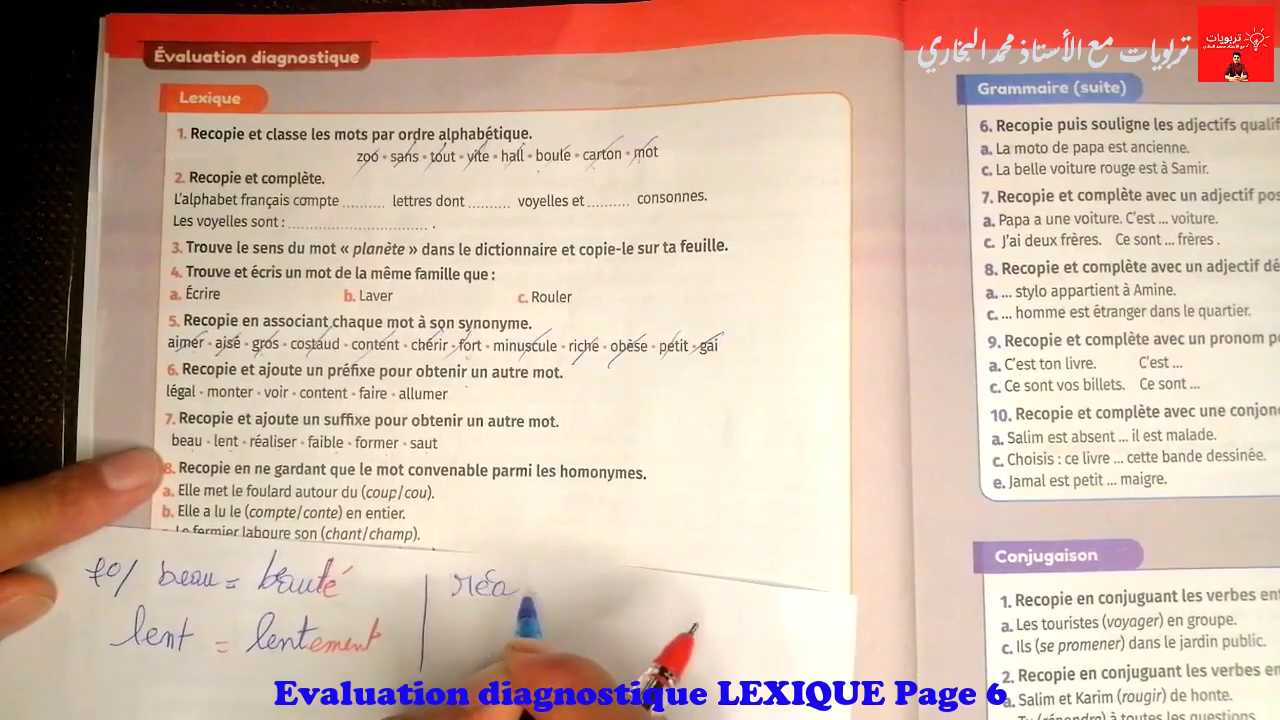 Évaluation diagnostique
Lexique
1. Recopie et classe les mots par ordre alphabétique.
zoo • sans • tout • vite • hall • boule • carton • mot
2. Recopie et complète.
L'alphabet français compte .......... lettres dont .......... voyelles et .......... consonnes.
Les voyelles sont : .................................. .
3. Trouve le sens du mot « planète » dans le dictionnaire et copie-le sur ta feuille.
4. Trouve et écris un mot de la même famille que :
a. Écrire b. Laver c. Rouler
5. Recopie en associant chaque mot à son synonyme.
aimer • aisé • gros • costaud • content • chérir • fort • minuscule • riche • obèse • petit • gai
6. Recopie et ajoute un préfixe pour obtenir un autre mot.
légal • monter • voir • content • faire • allumer
7. Recopie et ajoute un suffixe pour obtenir un autre mot.
beau • lent • réaliser • faible • former • saut
8. Recopie en ne gardant que le mot convenable parmi les homonymes.
a. Elle met le foulard autour du (coup/cou).
b. Elle a lu le (compte/conte) en entier.
Le fermier laboure son (chant/champ).
7°/ beau = beauté
lent = lentement
réa
تربويات مع الأستاذ محمد البخاري
تربويات
Grammaire (suite)
6. Recopie puis souligne les adjectifs qualif
a. La moto de papa est ancienne.
c. La belle voiture rouge est à Samir.
7. Recopie et complète avec un adjectif pos
a. Papa a une voiture. C'est ... voiture.
c. J'ai deux frères. Ce sont ... frères .
8. Recopie et complète avec un adjectif dé
a. ... stylo appartient à Amine.
c. ... homme est étranger dans le quartier.
9. Recopie et complète avec un pronom p
a. C'est ton livre. C'est ...
c. Ce sont vos billets. Ce sont ...
10. Recopie et complète avec une conjon
a. Salim est absent ... il est malade.
c. Choisis : ce livre ... cette bande dessinée.
e. Jamal est petit ... maigre.
Conjugaison
1. Recopie en conjuguant les verbes en
a. Les touristes (voyager) en groupe.
c. Ils (se promener) dans le jardin public.
2. Recopie en conjuguant les verbes en
a. Salim et Karim (rougir) de honte.
Tu (répondre) à toutes les questions
Evaluation diagnostique LEXIQUE Page 6